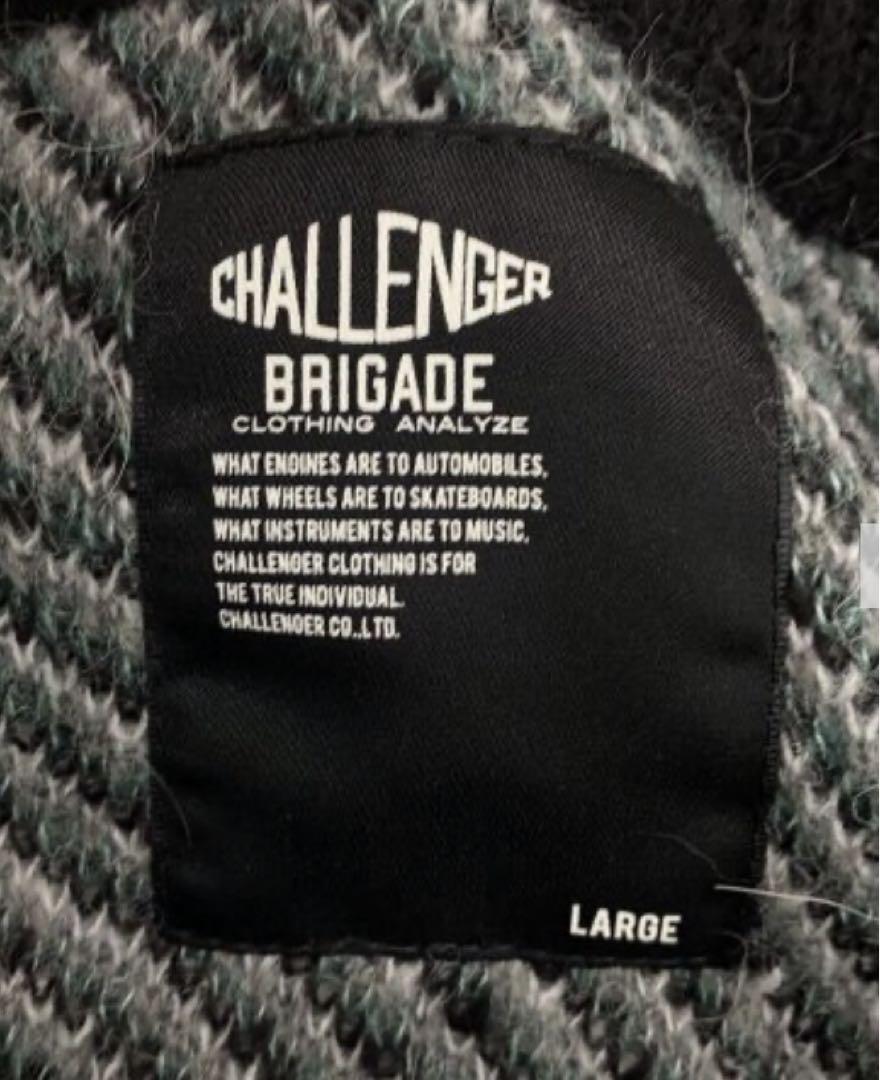 CHALLENGER
BRIGADE
CLOTHING ANALYZE
WHAT ENGINES ARE TO AUTOMOBILES,
WHAT WHEELS ARE TO SKATEBOARDS,
WHAT INSTRUMENTS ARE TO MUSIC,
CHALLENGER CLOTHING IS FOR
THE TRUE INDIVIDUAL.
CHALLENGER CO.,LTD.
LARGE